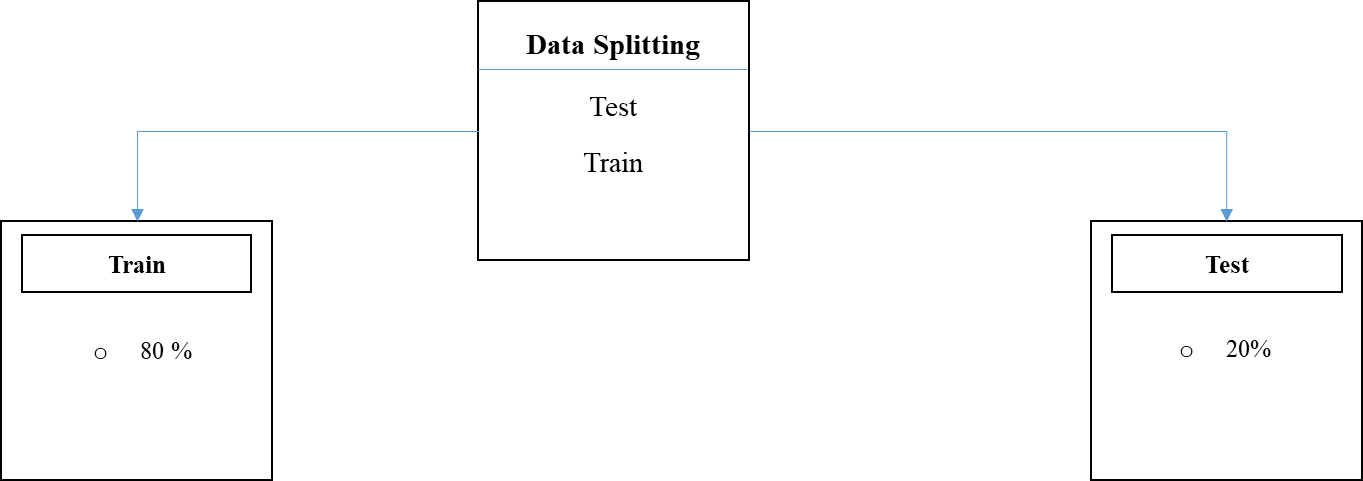 Data Splitting
Test
Train
Train
o 80 %
Test
o 20%